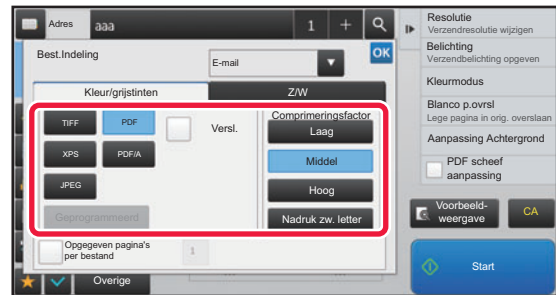 Adres
aaa
1
+
Best.Indeling
E-mail
OK
Kleur/grijstinten
Z/W
TIFF
PDF
Versl.
XPS
PDF/A
JPEG
Geprogrammeerd
Comprimeringsfactor
Laag
Middel
Hoog
Nadruk zw. letter
Opgegeven pagina's
per bestand
1
Overige
Resolutie
Verzendresolutie wijzigen
Belichting
Verzendbelichting opgeven
Kleurmodus
Blanco p.ovrsl
Lege pagina in orig. overslaan
Aanpassing Achtergrond
PDF scheef
aanpassing
Voorbeeld-
weergave
CA
Start